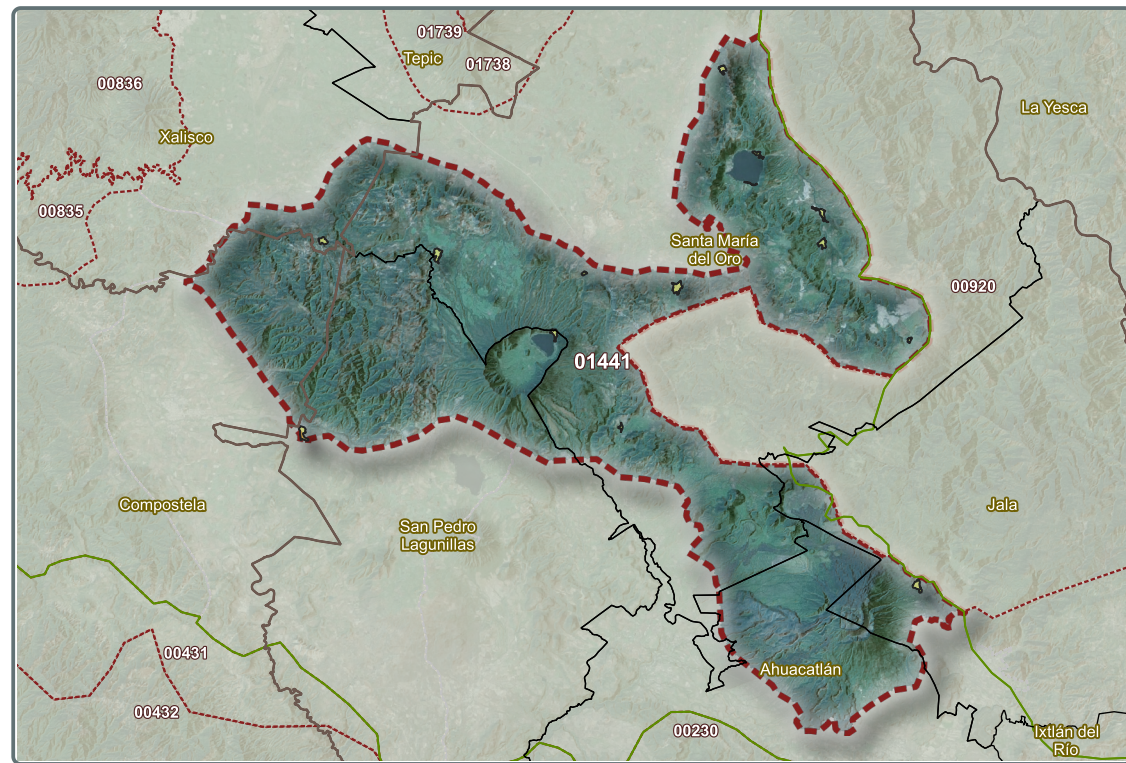 01739
Tepic
01738
00836
La Yesca
Xalisco
00835
Santa María
del Oro
00920
01441
Compostela
San Pedro
Lagunillas
Jala
00431
Ahuacatlán
00432
00230
Ixtlán del
Río